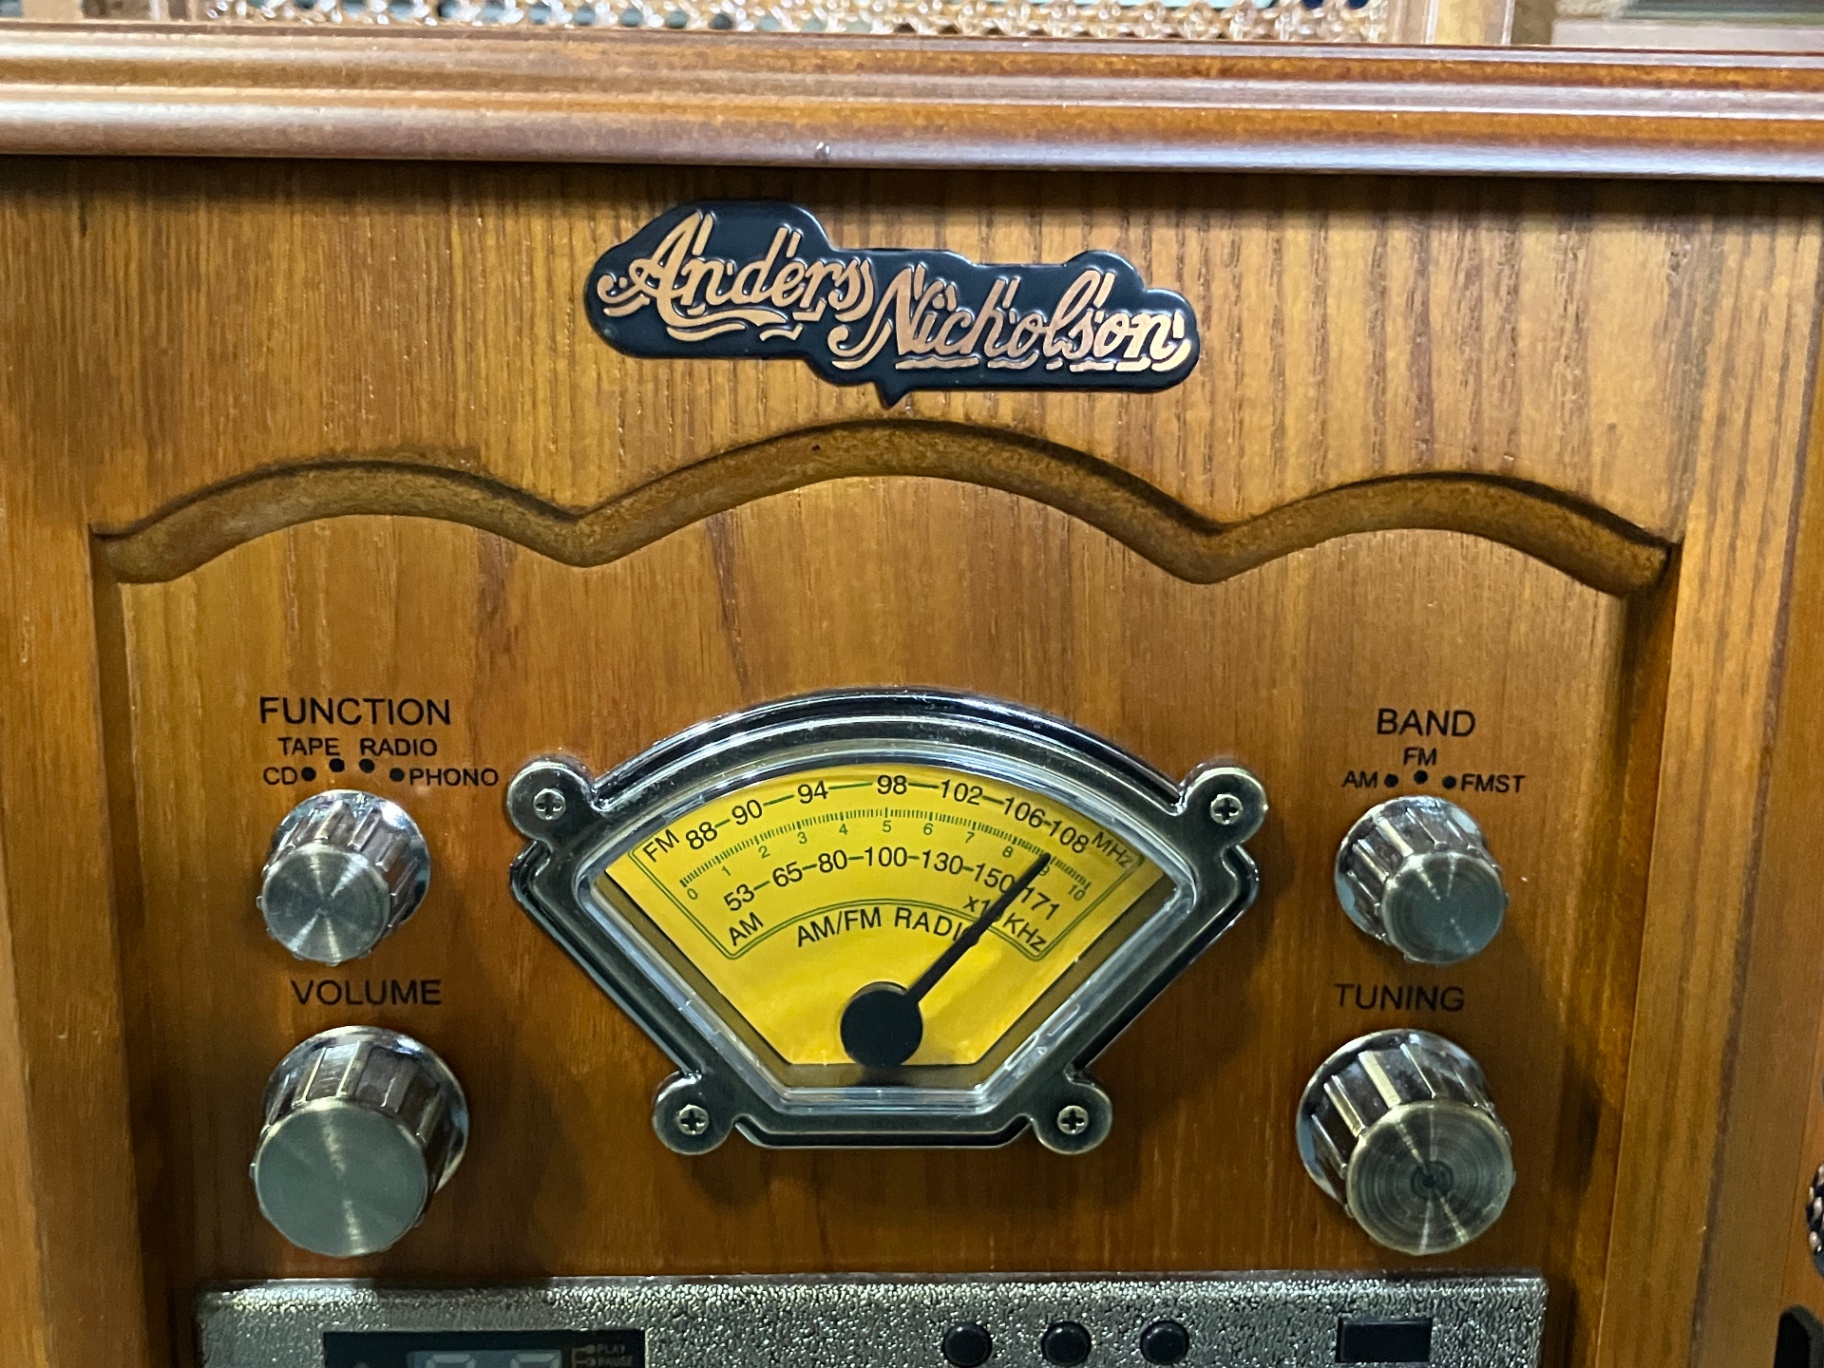 Anders
Nicholson
FUNCTION
TAPE RADIO
CD PHONO
BAND
FM
AM FMST
FM 88-90-94-98-102-106-108 MHz
0 1 2 3 4 5 6 7 8 9 10
53-65-80-100-130-150 171
AM x10 KHz
AM/FM RADIO
VOLUME
TUNING
PLAY
PAUSE